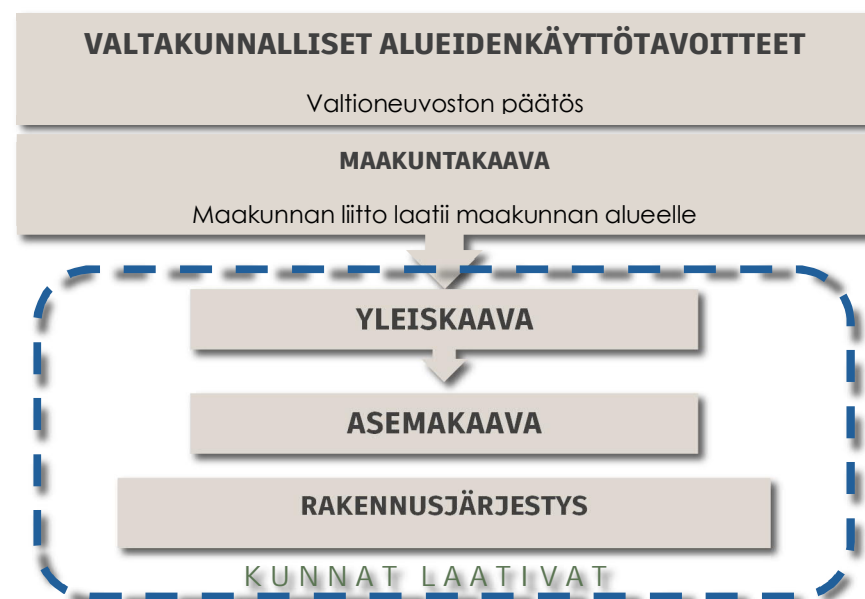 VALTAKUNNALLISET ALUEIDENKÄYTTÖTAVOITTEET
Valtioneuvoston päätös
MAAKUNTAKAAVA
Maakunnan liitto laatii maakunnan alueelle
YLEISKAAVA
ASEMAKAAVA
RAKENNUSJÄRJESTYS
KUNNAT LAATIVAT